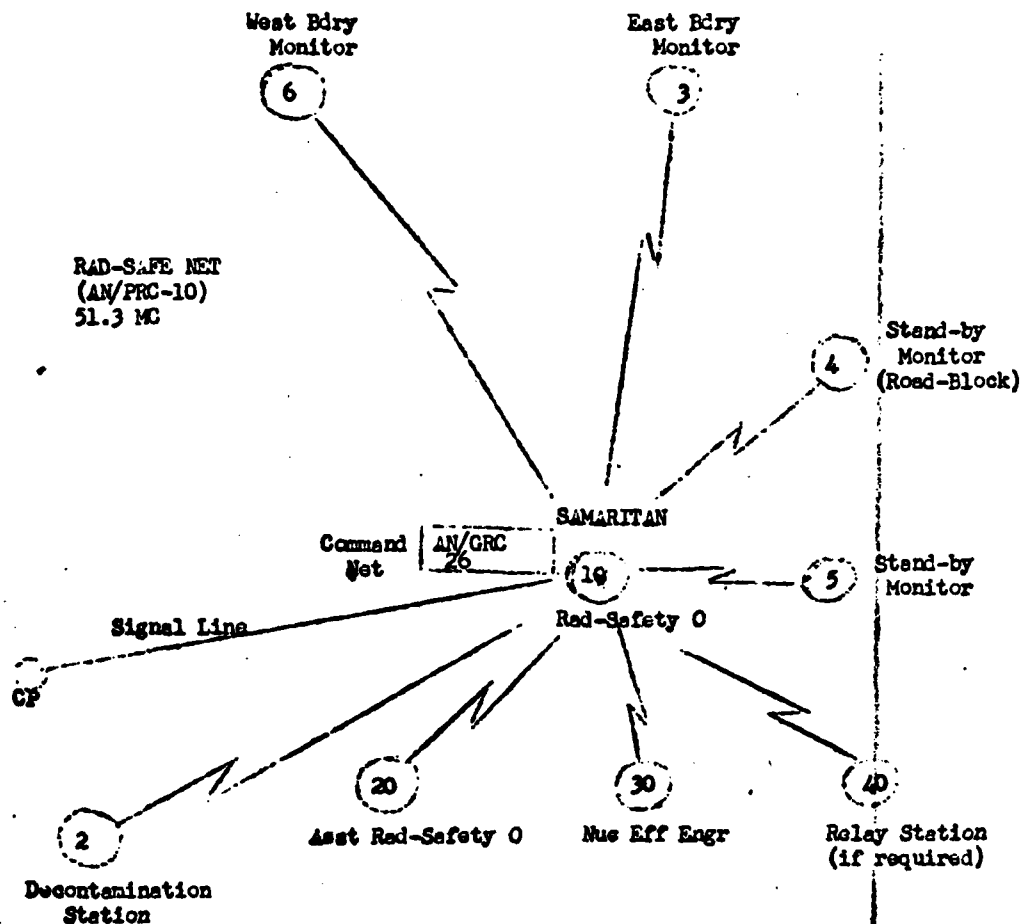 West Bdry
Monitor
6
East Bdry
Monitor
3
RAD-SAFE NET
(AN/PRC-10)
51.3 MC
Stand-by
Monitor
(Road-Block)
4
SAMARITAN
Command
Net
AN/GRC
26
10
Rad-Safety O
5
Stand-by
Monitor
Signal Line
CP
20
Asst Rad-Safety O
30
Nuc Eff Engr
40
Relay Station
(if required)
2
Decontamination
Station